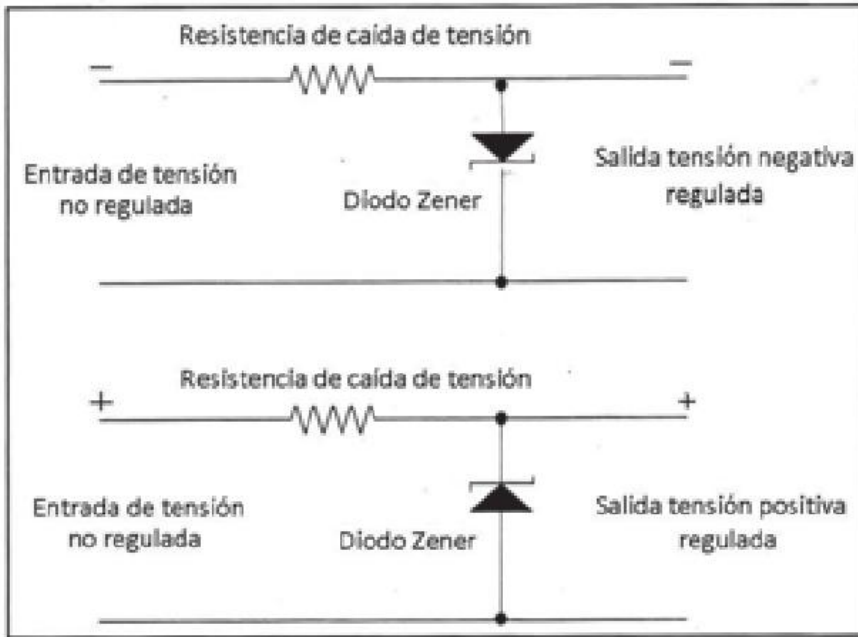 Resistencia de caída de tensión
− −
Entrada de tensión
no regulada
Diodo Zener
Salida tensión negativa
regulada
Resistencia de caída de tensión
+ +
Entrada de tensión
no regulada
Diodo Zener
Salida tensión positiva
regulada